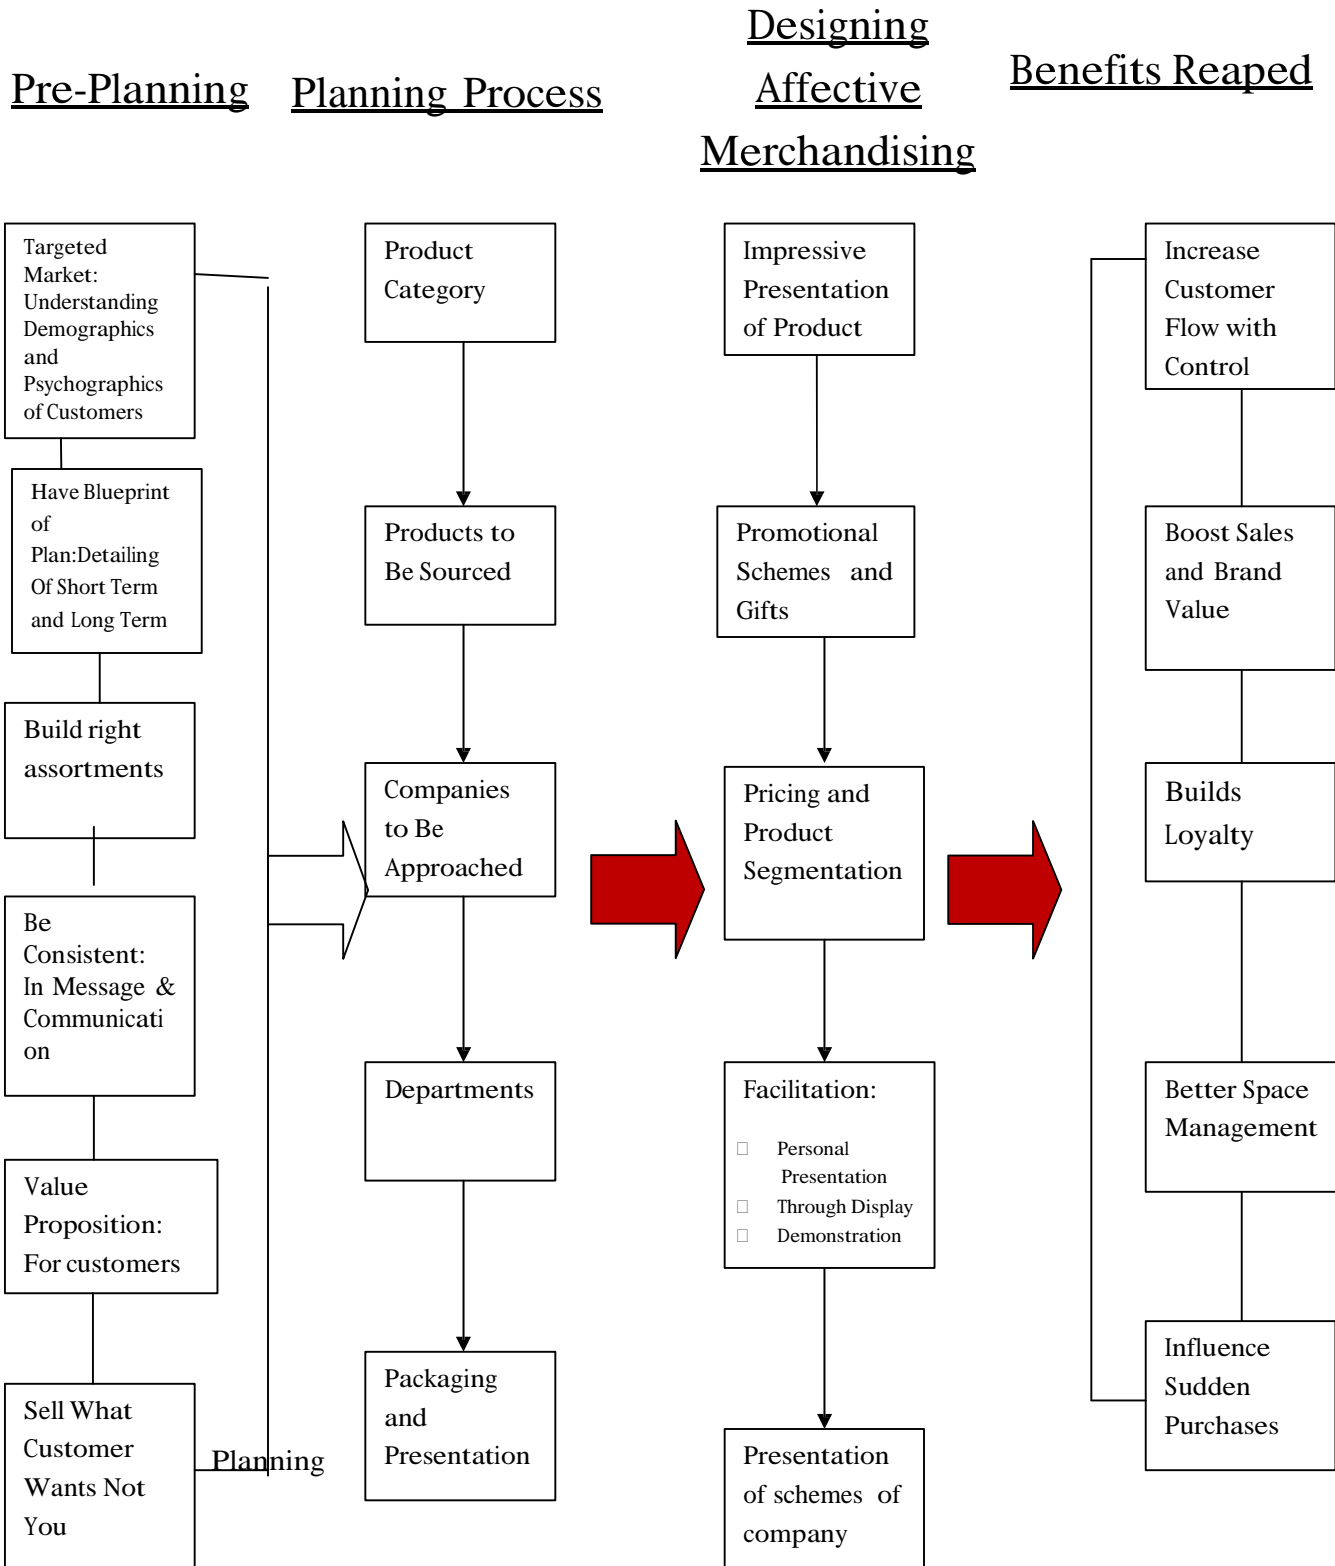 Pre-Planning
Planning Process
Designing
Affective
Merchandising
Benefits Reaped
Targeted
Market:
Understanding
Demographics
and
Psychographics
of Customers
Have Blueprint
of
Plan:Detailing
Of Short Term
and Long Term
Build right
assortments
Be
Consistent:
In Message &
Communicati
on
Value
Proposition:
For customers
Sell What
Customer
Wants Not
You
Planning
Product
Category
Products to
Be Sourced
Companies
to Be
Approached
Departments
Packaging
and
Presentation
Impressive
Presentation
of Product
Promotional
Schemes and
Gifts
Pricing and
Product
Segmentation
Facilitation:
Personal
Presentation
Through Display
Demonstration
Presentation
of schemes of
company
Increase
Customer
Flow with
Control
Boost Sales
and Brand
Value
Builds
Loyalty
Better Space
Management
Influence
Sudden
Purchases